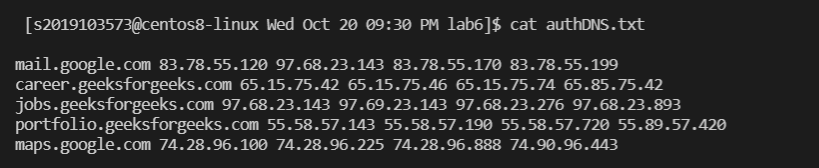 [s2019103573@centos8-linux Wed Oct 20 09:30 PM lab6]$ cat authDNS.txt
mail.google.com 83.78.55.120 97.68.23.143 83.78.55.170 83.78.55.199
career.geeksforgeeks.com 65.15.75.42 65.15.75.46 65.15.75.74 65.85.75.42
jobs.geeksforgeeks.com 97.68.23.143 97.69.23.143 97.68.23.276 97.68.23.893
portfolio.geeksforgeeks.com 55.58.57.143 55.58.57.190 55.58.57.720 55.89.57.420
maps.google.com 74.28.96.100 74.28.96.225 74.28.96.888 74.90.96.443